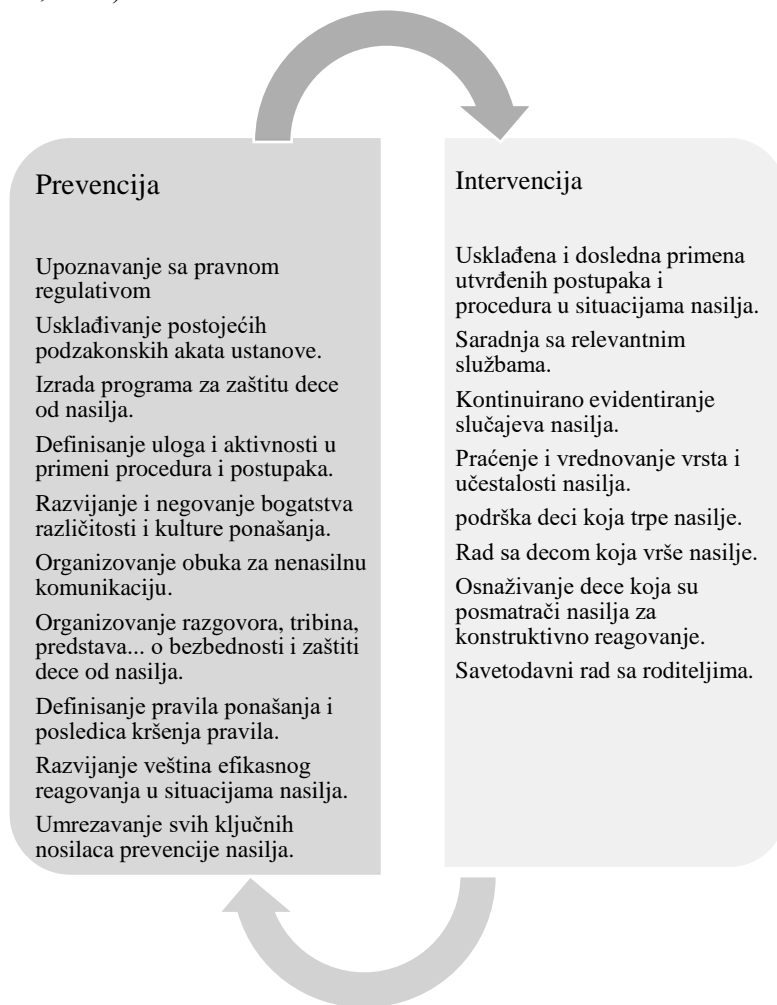 Prevencija
Upoznavanje sa pravnom
regulativom
Usklađivanje postojećih
podzakonskih akata ustanove.
Izrada programa za zaštitu dece
od nasilja.
Definisanje uloga i aktivnosti u
primeni procedura i postupaka.
Razvijanje i negovanje bogatstva
različitosti i kulture ponašanja.
Organizovanje obuka za nenasilnu
komunikaciju.
Organizovanje razgovora, tribina,
predstava... o bezbednosti i zaštiti
dece od nasilja.
Definisanje pravila ponašanja i
posledica kršenja pravila.
Razvijanje veština efikasnog
reagovanja u situacijama nasilja.
Umrezavanje svih ključnih
nosilaca prevencije nasilja.
Intervencija
Usklađena i dosledna primena
utvrđenih postupaka i
procedura u situacijama nasilja.
Saradnja sa relevantnim
službama.
Kontinuirano evidentiranje
slučajeva nasilja.
Praćenje i vrednovanje vrsta i
učestalosti nasilja.
podrška deci koja trpe nasilje.
Rad sa decom koja vrše nasilje.
Osnaživanje dece koja su
posmatrači nasilja za
konstruktivno reagovanje.
Savetodavni rad sa roditeljima.